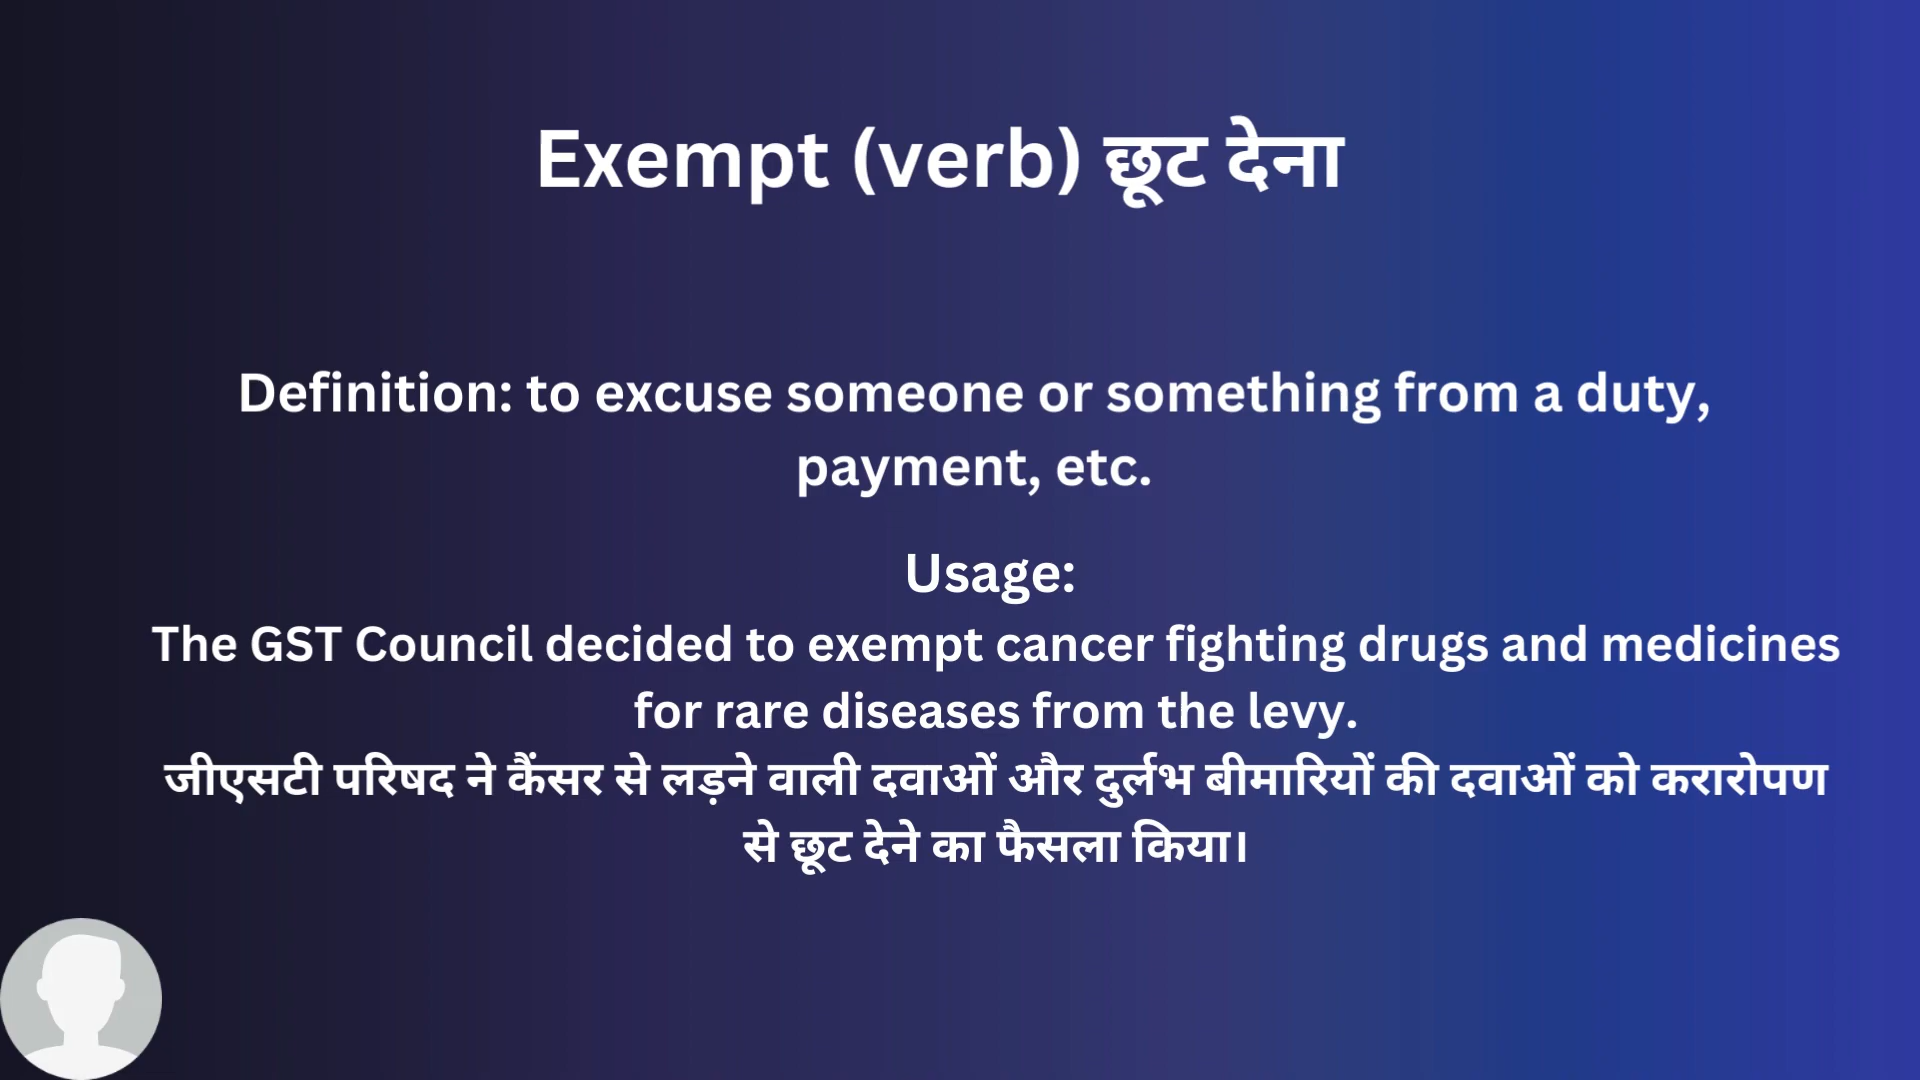 Exempt (verb) छूट देना
Definition: to excuse someone or something from a duty,
payment, etc.
Usage:
The GST Council decided to exempt cancer fighting drugs and medicines
for rare diseases from the levy.
जीएसटी परिषद ने कैंसर से लड़ने वाली दवाओं और दुर्लभ बीमारियों की दवाओं को करारोपण
से छूट देने का फैसला किया।